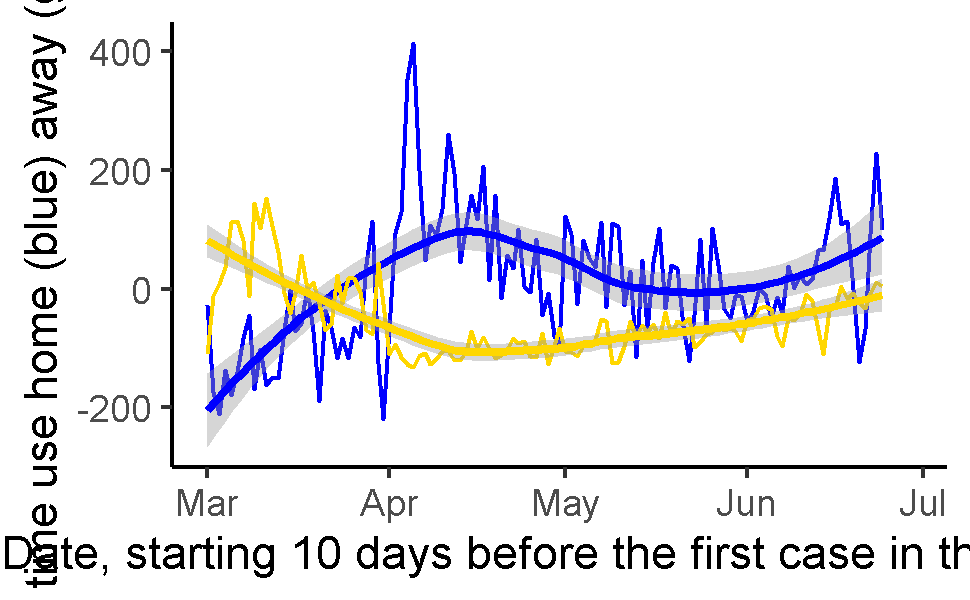 time use home (blue) away (
400
200
0
-200
Mar Apr May Jun Jul
Date, starting 10 days before the first case in th